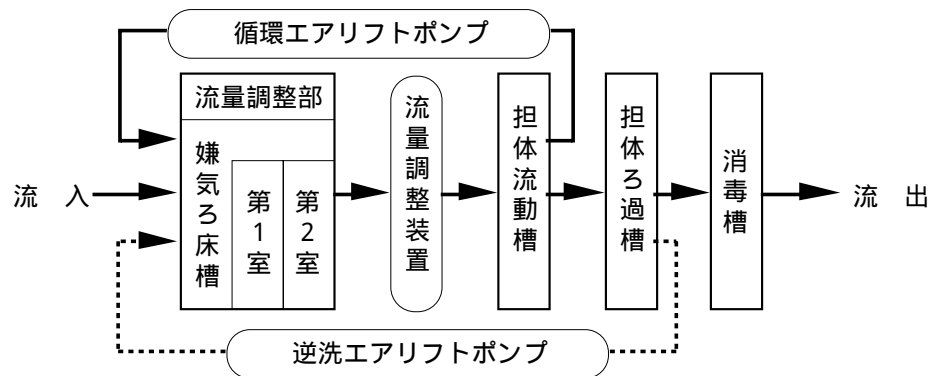 循環エアリフトポンプ
流量調整部
嫌気ろ床槽
第1室
第2室
流量調整装置
担体流動槽
担体ろ過槽
消毒槽
流 入
流 出
逆洗エアリフトポンプ